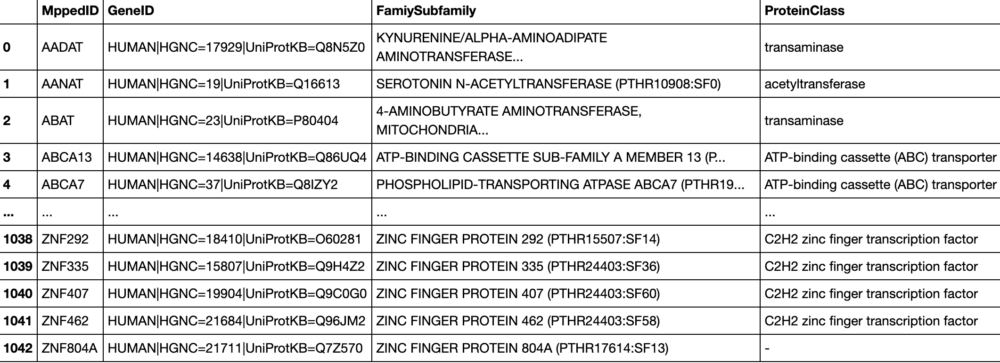 MppedID GeneID FamiySubfamily ProteinClass
0 AADAT HUMAN|HGNC=17929|UniProtKB=Q8N5Z0 KYNURENINE/ALPHA-AMINOADIPATE
AMINOTRANSFERASE... transaminase
1 AANAT HUMAN|HGNC=19|UniProtKB=Q16613 SEROTONIN N-ACETYLTRANSFERASE (PTHR10908:SF0) acetyltransferase
2 ABAT HUMAN|HGNC=23|UniProtKB=P80404 4-AMINOBUTYRATE AMINOTRANSFERASE,
MITOCHONDRIA... transaminase
3 ABCA13 HUMAN|HGNC=14638|UniProtKB=Q86UQ4 ATP-BINDING CASSETTE SUB-FAMILY A MEMBER 13 (P... ATP-binding cassette (ABC) transporter
4 ABCA7 HUMAN|HGNC=37|UniProtKB=Q8IZY2 PHOSPHOLIPID-TRANSPORTING ATPASE ABCA7 (PTHR19... ATP-binding cassette (ABC) transporter
... ... ... ... ...
1038 ZNF292 HUMAN|HGNC=18410|UniProtKB=O60281 ZINC FINGER PROTEIN 292 (PTHR15507:SF14) C2H2 zinc finger transcription factor
1039 ZNF335 HUMAN|HGNC=15807|UniProtKB=Q9H4Z2 ZINC FINGER PROTEIN 335 (PTHR24403:SF36) C2H2 zinc finger transcription factor
1040 ZNF407 HUMAN|HGNC=19904|UniProtKB=Q9C0G0 ZINC FINGER PROTEIN 407 (PTHR24403:SF60) C2H2 zinc finger transcription factor
1041 ZNF462 HUMAN|HGNC=21684|UniProtKB=Q96JM2 ZINC FINGER PROTEIN 462 (PTHR24403:SF58) C2H2 zinc finger transcription factor
1042 ZNF804A HUMAN|HGNC=21711|UniProtKB=Q7Z570 ZINC FINGER PROTEIN 804A (PTHR17614:SF13) -